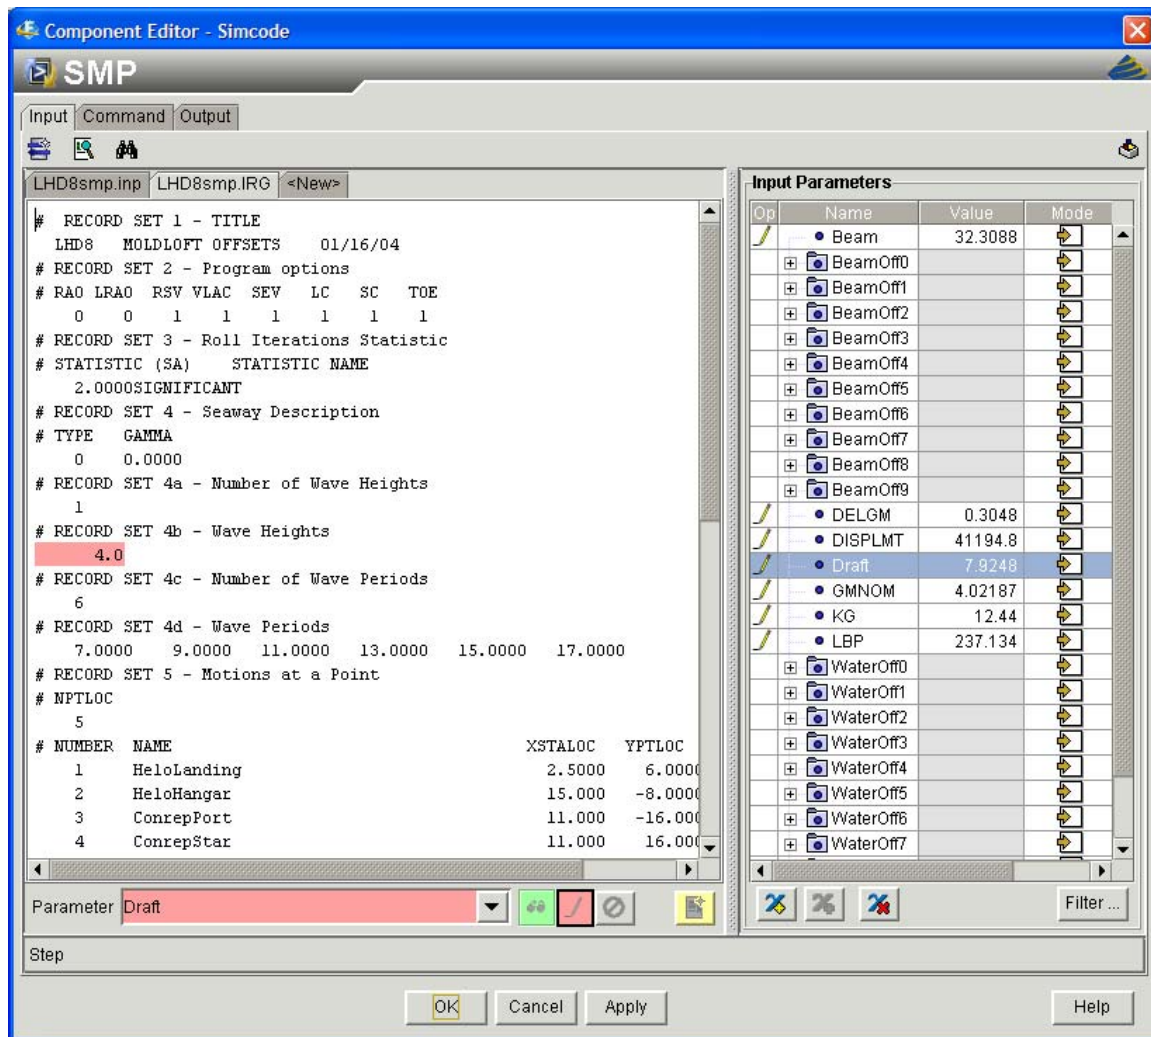 Component Editor - Simcode
SMP
Input Command Output
LHD8smp.inp LHD8smp.IRG <New>
# RECORD SET 1 - TITLE
LHD8 MOLDLOFT OFFSETS 01/16/04
# RECORD SET 2 - Program options
# RAO LRAO RSV VLAC SEV LC SC TOE
0 0 1 1 1 1 1 1
# RECORD SET 3 - Roll Iterations Statistic
# STATISTIC (SA) STATISTIC NAME
2.0000SIGNIFICANT
# RECORD SET 4 - Seaway Description
# TYPE GAMMA
0 0.0000
# RECORD SET 4a - Number of Wave Heights
1
# RECORD SET 4b - Wave Heights
4.0
# RECORD SET 4c - Number of Wave Periods
6
# RECORD SET 4d - Wave Periods
7.0000 9.0000 11.0000 13.0000 15.0000 17.0000
# RECORD SET 5 - Motions at a Point
# NPTLOC
5
# NUMBER NAME XSTALOC YPTLOC
1 HeloLanding 2.5000 6.000
2 HeloHangar 15.000 -8.000
3 ConrepPort 11.000 -16.00
4 ConrepStar 11.000 16.00
Parameter Draft
Input Parameters
Op Name Value Mode
Beam 32.3088
BeamOff0
BeamOff1
BeamOff2
BeamOff3
BeamOff4
BeamOff5
BeamOff6
BeamOff7
BeamOff8
BeamOff9
DELGM 0.3048
DISPLMT 41194.8
Draft 7.9248
GMNOM 4.02187
KG 12.44
LBP 237.134
WaterOff0
WaterOff1
WaterOff2
WaterOff3
WaterOff4
WaterOff5
WaterOff6
WaterOff7
Filter ...
Step
OK Cancel Apply Help